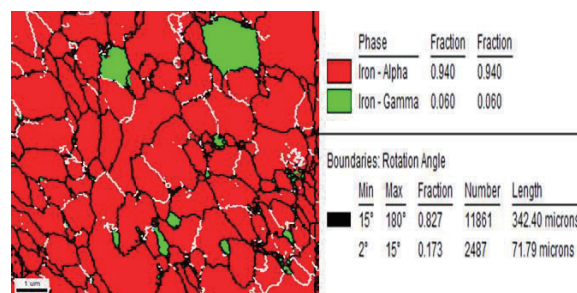 Phase Fraction Fraction
Iron - Alpha 0.940 0.940
Iron - Gamma 0.060 0.060
Boundaries: Rotation Angle
Min Max Fraction Number Length
15° 180° 0.827 11861 342.40 microns
2° 15° 0.173 2487 71.79 microns
1 um